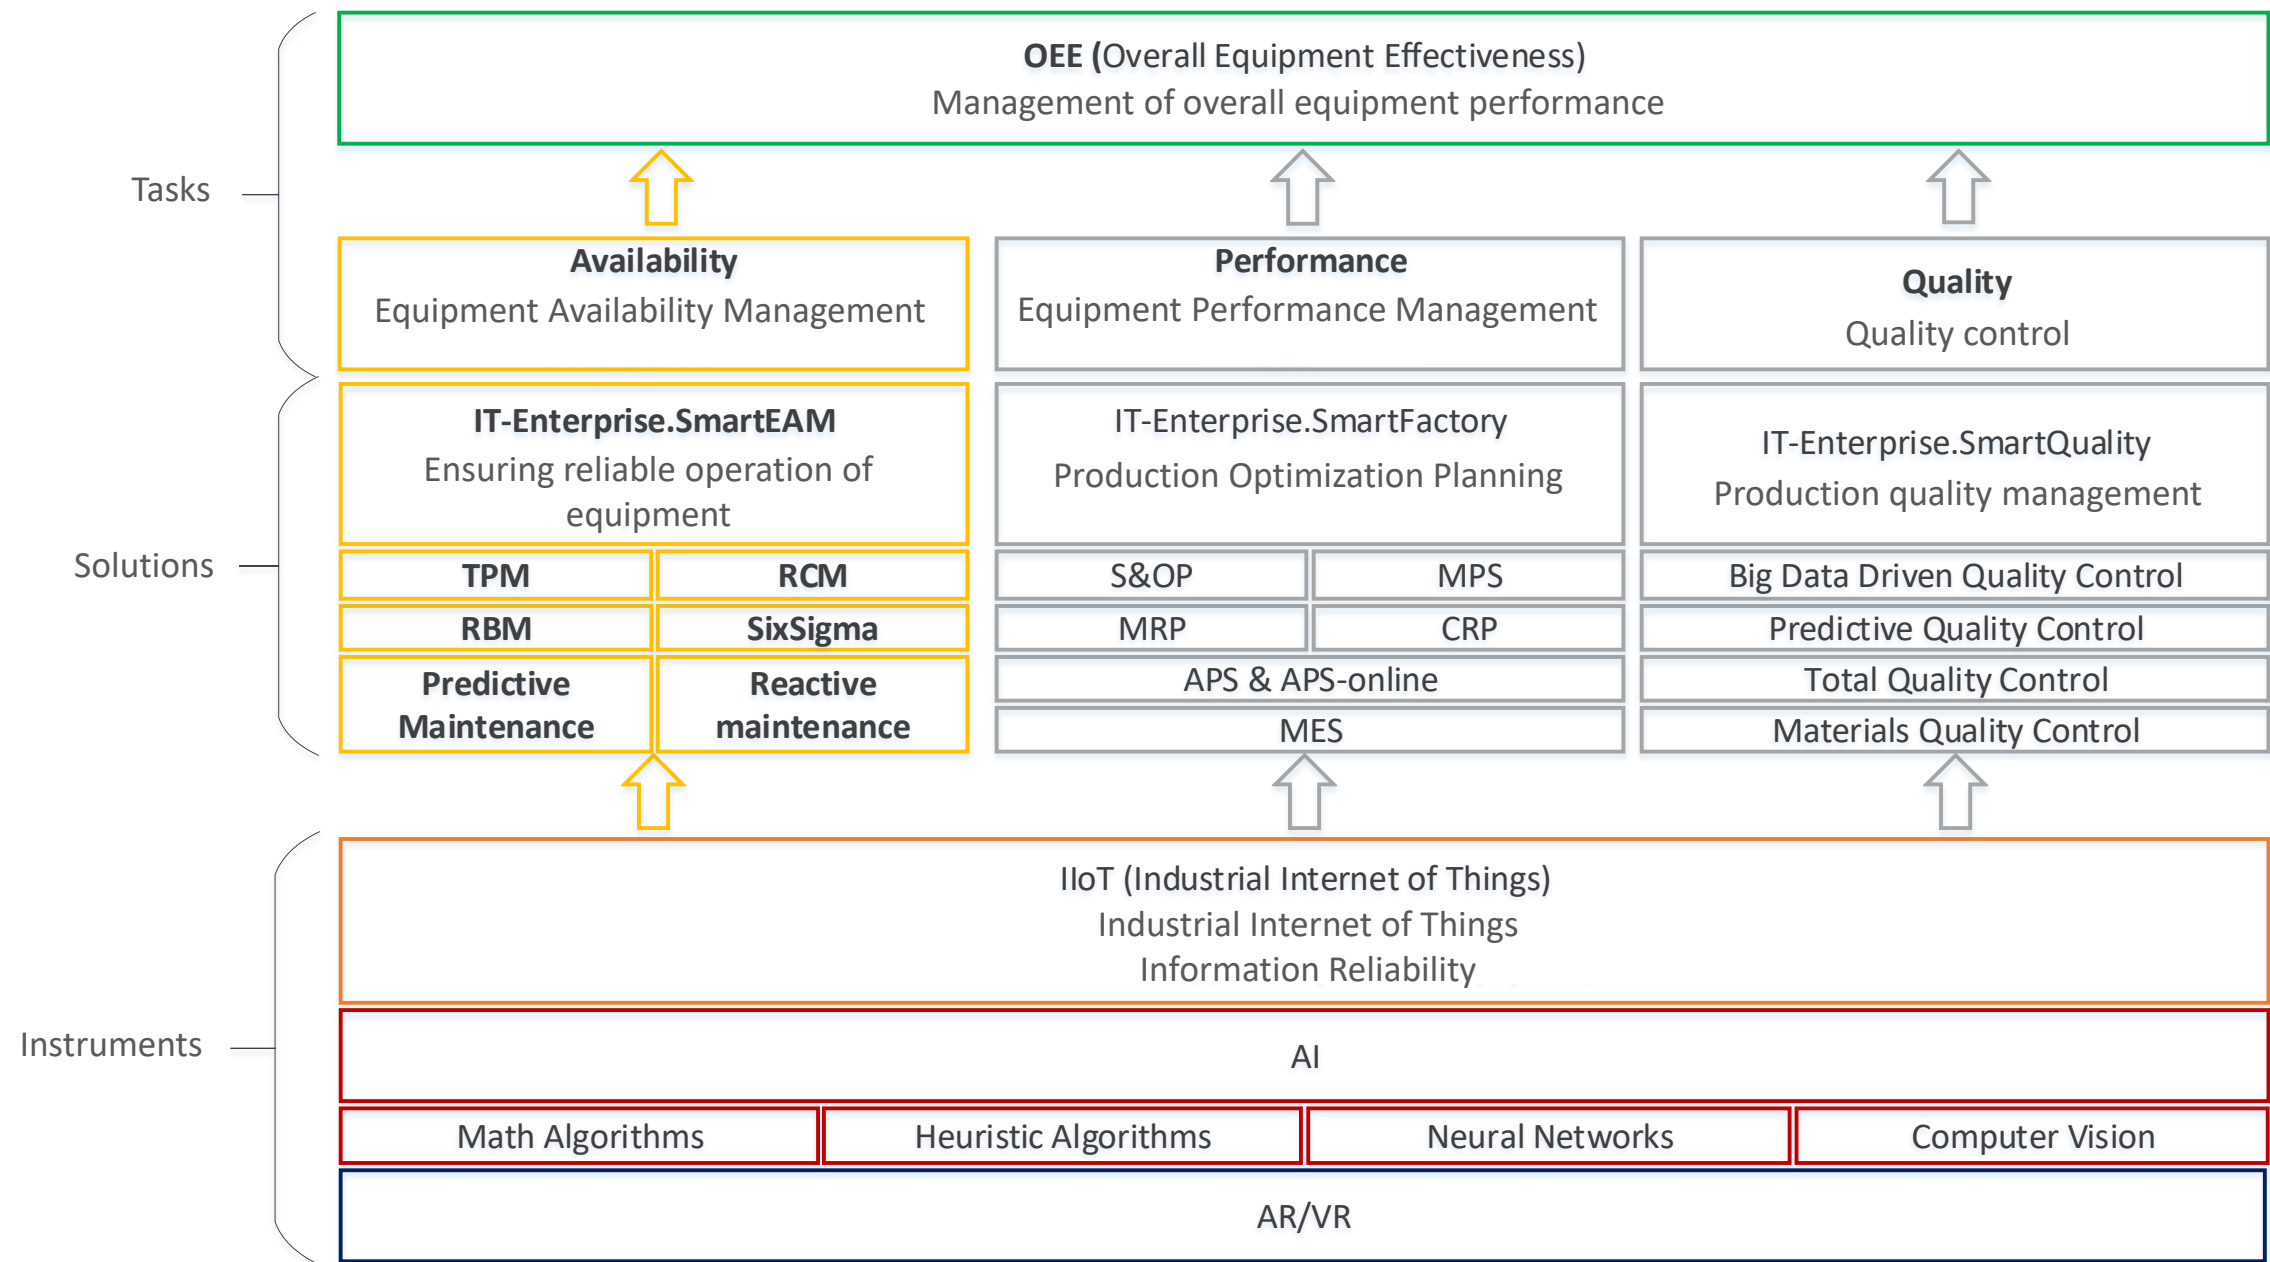 OEE (Overall Equipment Effectiveness)
Management of overall equipment performance
Tasks
Availability
Equipment Availability Management
Performance
Equipment Performance Management
Quality
Quality control
Solutions
IT-Enterprise.SmartEAM
Ensuring reliable operation of
equipment
TPM
RCM
RBM
SixSigma
Predictive
Maintenance
Reactive
maintenance
IT-Enterprise.SmartFactory
Production Optimization Planning
S&OP
MPS
MRP
CRP
APS & APS-online
MES
IT-Enterprise.SmartQuality
Production quality management
Big Data Driven Quality Control
Predictive Quality Control
Total Quality Control
Materials Quality Control
Instruments
IIoT (Industrial Internet of Things)
Industrial Internet of Things
Information Reliability
AI
Math Algorithms
Heuristic Algorithms
Neural Networks
Computer Vision
AR/VR